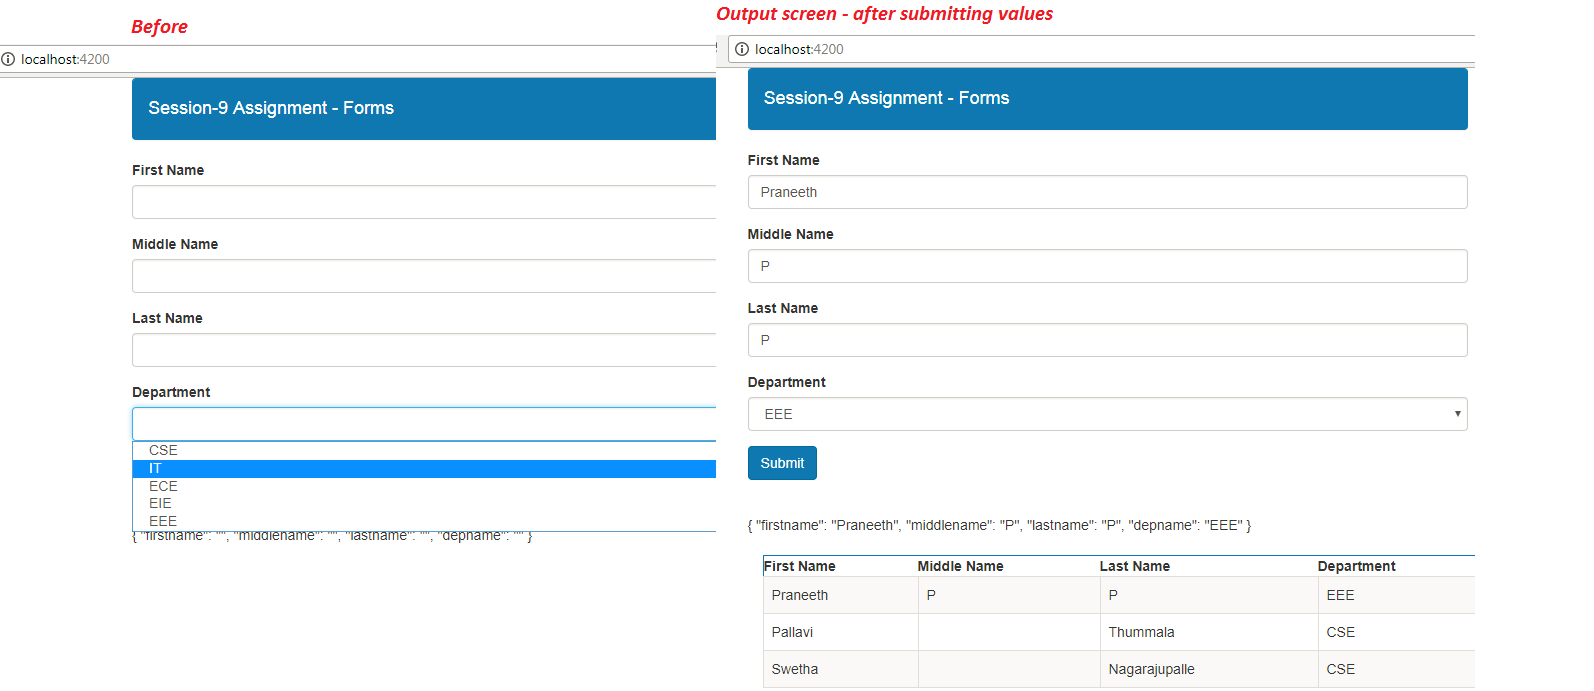 Before
localhost:4200
Session-9 Assignment - Forms
First Name
Middle Name
Last Name
Department
CSE
IT
ECE
EIE
EEE
{ "firstname": "", "middlename": "", "lastname": "", "depname": "" }
Output screen - after submitting values
localhost:4200
Session-9 Assignment - Forms
First Name
Praneeth
Middle Name
P
Last Name
P
Department
EEE
Submit
{ "firstname": "Praneeth", "middlename": "P", "lastname": "P", "depname": "EEE" }
First Name Middle Name Last Name Department
Praneeth P P EEE
Pallavi Thummala CSE
Swetha Nagarajupalle CSE